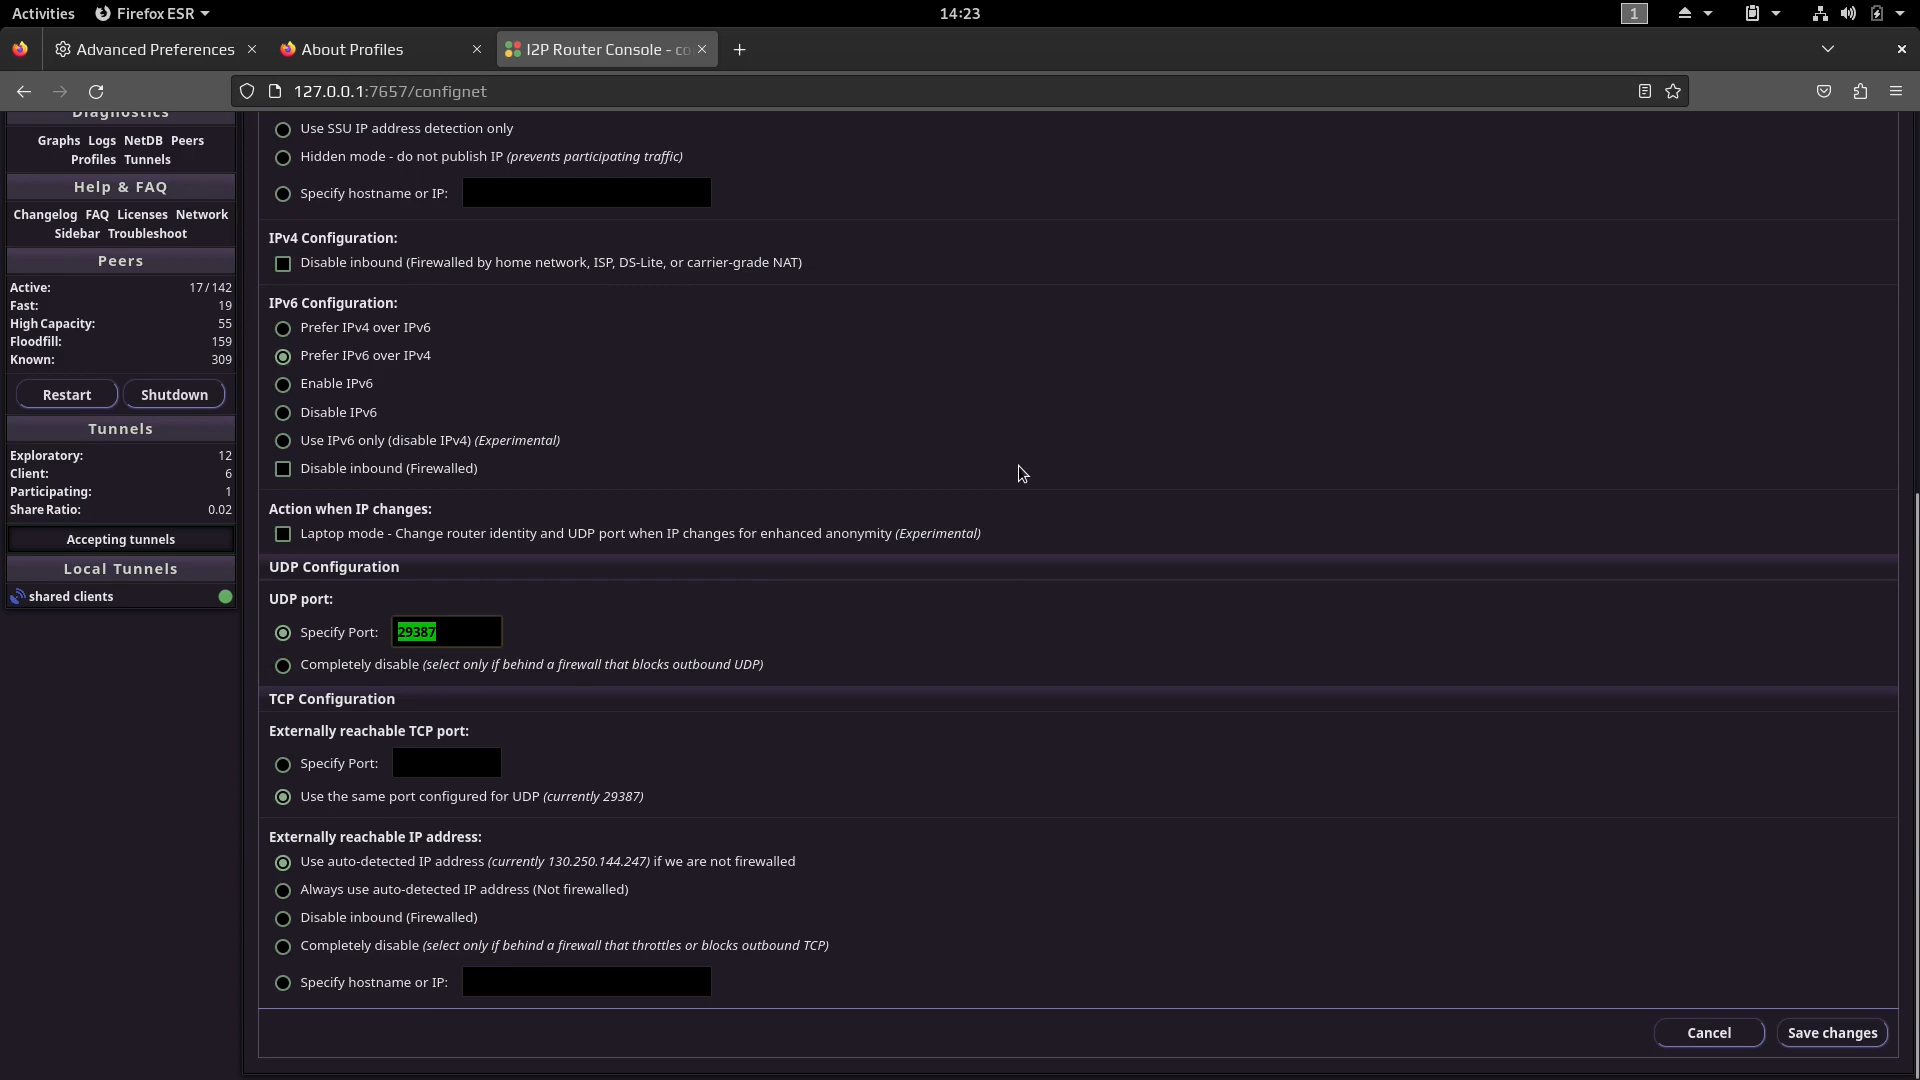 Activities Firefox ESR 14:23 1
Advanced Preferences About Profiles I2P Router Console - co
127.0.0.1:7657/confignet
Diagnostics
Graphs Logs NetDB Peers
Profiles Tunnels
Help & FAQ
Changelog FAQ Licenses Network
Sidebar Troubleshoot
Peers
Active: 17 / 142
Fast: 19
High Capacity: 55
Floodfill: 159
Known: 309
Restart Shutdown
Tunnels
Exploratory: 12
Client: 6
Participating: 1
Share Ratio: 0.02
Accepting tunnels
Local Tunnels
shared clients
Use SSU IP address detection only
Hidden mode - do not publish IP (prevents participating traffic)
Specify hostname or IP:
IPv4 Configuration:
Disable inbound (Firewalled by home network, ISP, DS-Lite, or carrier-grade NAT)
IPv6 Configuration:
Prefer IPv4 over IPv6
Prefer IPv6 over IPv4
Enable IPv6
Disable IPv6
Use IPv6 only (disable IPv4) (Experimental)
Disable inbound (Firewalled)
Action when IP changes:
Laptop mode - Change router identity and UDP port when IP changes for enhanced anonymity (Experimental)
UDP Configuration
UDP port:
Specify Port: 29387
Completely disable (select only if behind a firewall that blocks outbound UDP)
TCP Configuration
Externally reachable TCP port:
Specify Port:
Use the same port configured for UDP (currently 29387)
Externally reachable IP address:
Use auto-detected IP address (currently 130.250.144.247) if we are not firewalled
Always use auto-detected IP address (Not firewalled)
Disable inbound (Firewalled)
Completely disable (select only if behind a firewall that throttles or blocks outbound TCP)
Specify hostname or IP:
Cancel Save changes